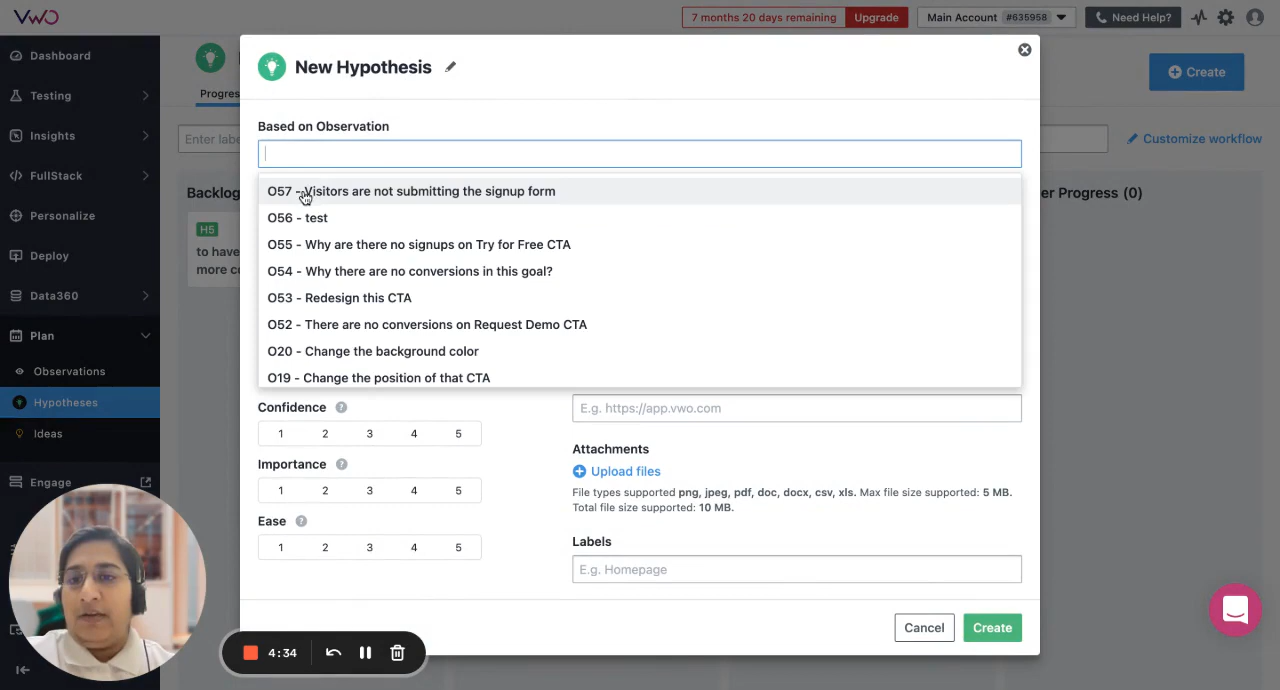 VWO
7 months 20 days remaining
Upgrade
Main Account #635958
Need Help?
Dashboard
Testing
Insights
FullStack
Personalize
Deploy
Data360
Plan
Observations
Hypotheses
Ideas
Engage
Progres
Create
Enter labe
Customize workflow
Backlog
er Progress (0)
H5
to have
more co
New Hypothesis
Based on Observation
O57 - Visitors are not submitting the signup form
O56 - test
O55 - Why are there no signups on Try for Free CTA
O54 - Why there are no conversions in this goal?
O53 - Redesign this CTA
O52 - There are no conversions on Request Demo CTA
O20 - Change the background color
O19 - Change the position of that CTA
Confidence ?
1 2 3 4 5
Importance ?
1 2 3 4 5
Ease ?
1 2 3 4 5
E.g. https://app.vwo.com
Attachments
Upload files
File types supported png, jpeg, pdf, doc, docx, csv, xls. Max file size supported: 5 MB.
Total file size supported: 10 MB.
Labels
E.g. Homepage
Cancel
Create
4:34